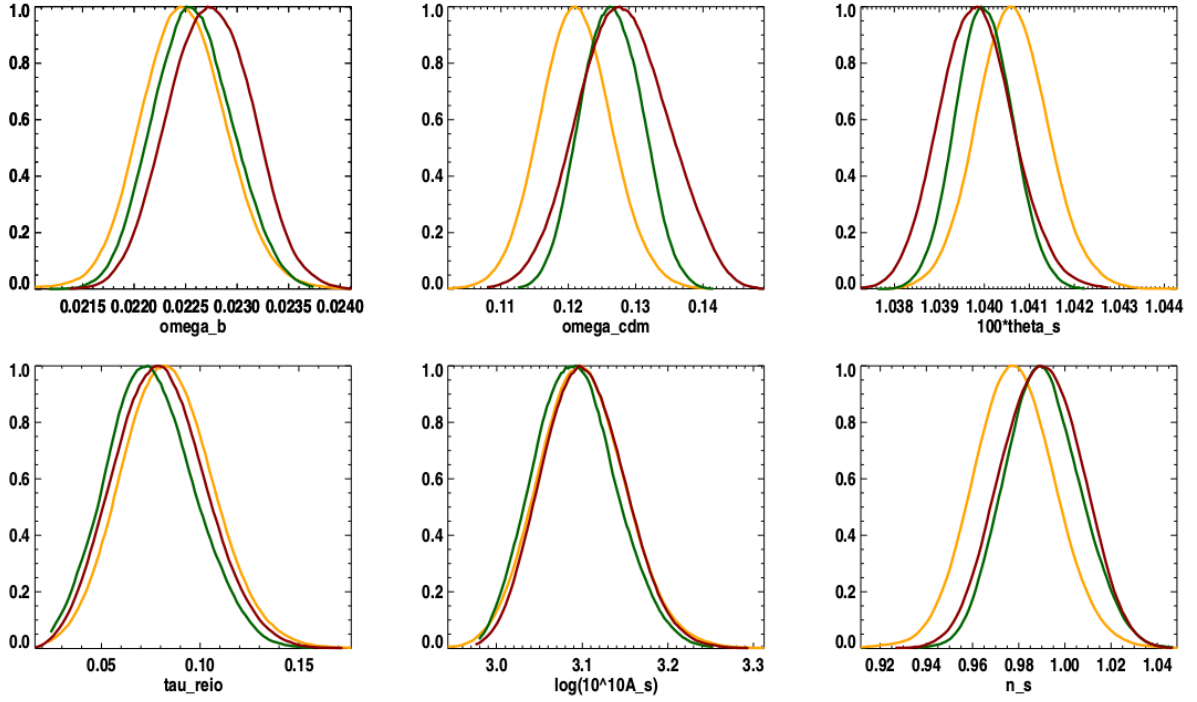 1.0 1.0 1.0
0.8 0.8 0.8
0.6 0.6 0.6
0.4 0.4 0.4
0.2 0.2 0.2
0.0 0.0 0.0
0.0215 0.0220 0.0225 0.0230 0.0235 0.0240 0.11 0.12 0.13 0.14 1.038 1.039 1.040 1.041 1.042 1.043 1.044
omega_b omega_cdm 100*theta_s
1.0 1.0 1.0
0.8 0.8 0.8
0.6 0.6 0.6
0.4 0.4 0.4
0.2 0.2 0.2
0.0 0.0 0.0
0.05 0.10 0.15 3.0 3.1 3.2 3.3 0.92 0.94 0.96 0.98 1.00 1.02 1.04
tau_reio log(10^10A_s) n_s